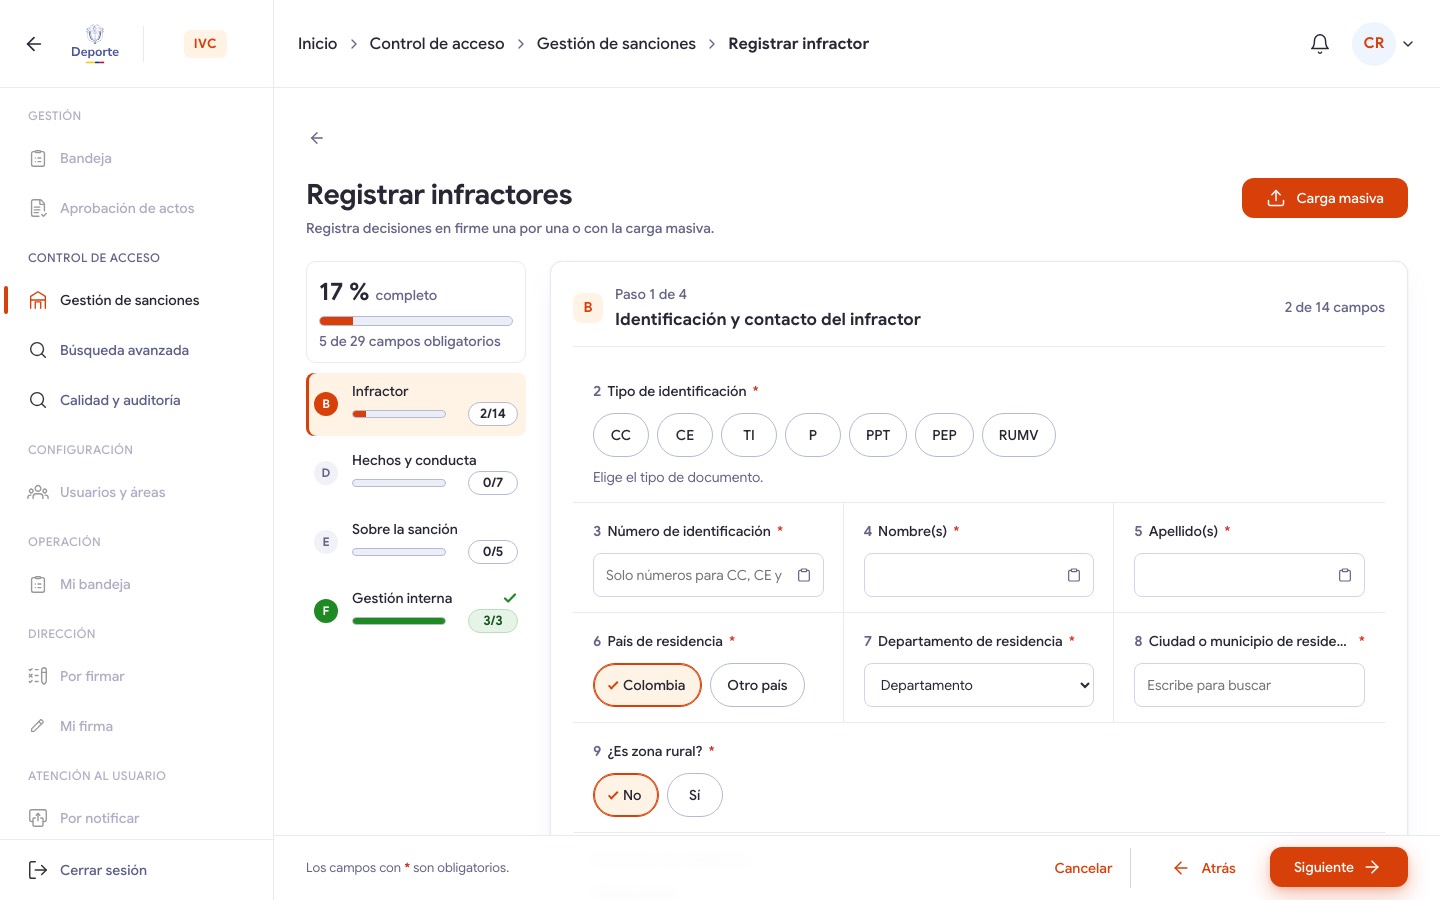 Deporte
IVC
Inicio > Control de acceso > Gestión de sanciones > Registrar infractor
CR
GESTIÓN
Bandeja
Aprobación de actos
CONTROL DE ACCESO
Gestión de sanciones
Búsqueda avanzada
Calidad y auditoría
CONFIGURACIÓN
Usuarios y áreas
OPERACIÓN
Mi bandeja
DIRECCIÓN
Por firmar
Mi firma
ATENCIÓN AL USUARIO
Por notificar
Cerrar sesión
Registrar infractores
Registra decisiones en firme una por una o con la carga masiva.
Carga masiva
17 % completo
5 de 29 campos obligatorios
B Infractor
2/14
D Hechos y conducta
0/7
E Sobre la sanción
0/5
F Gestión interna
3/3
B
Paso 1 de 4
Identificación y contacto del infractor
2 de 14 campos
2 Tipo de identificación *
CC CE TI P PPT PEP RUMV
Elige el tipo de documento.
3 Número de identificación *
Solo números para CC, CE y
4 Nombre(s) *
5 Apellido(s) *
6 País de residencia *
Colombia Otro país
7 Departamento de residencia *
Departamento
8 Ciudad o municipio de reside... *
Escribe para buscar
9 ¿Es zona rural? *
No Sí
Los campos con * son obligatorios.
Cancelar
Atrás
Siguiente